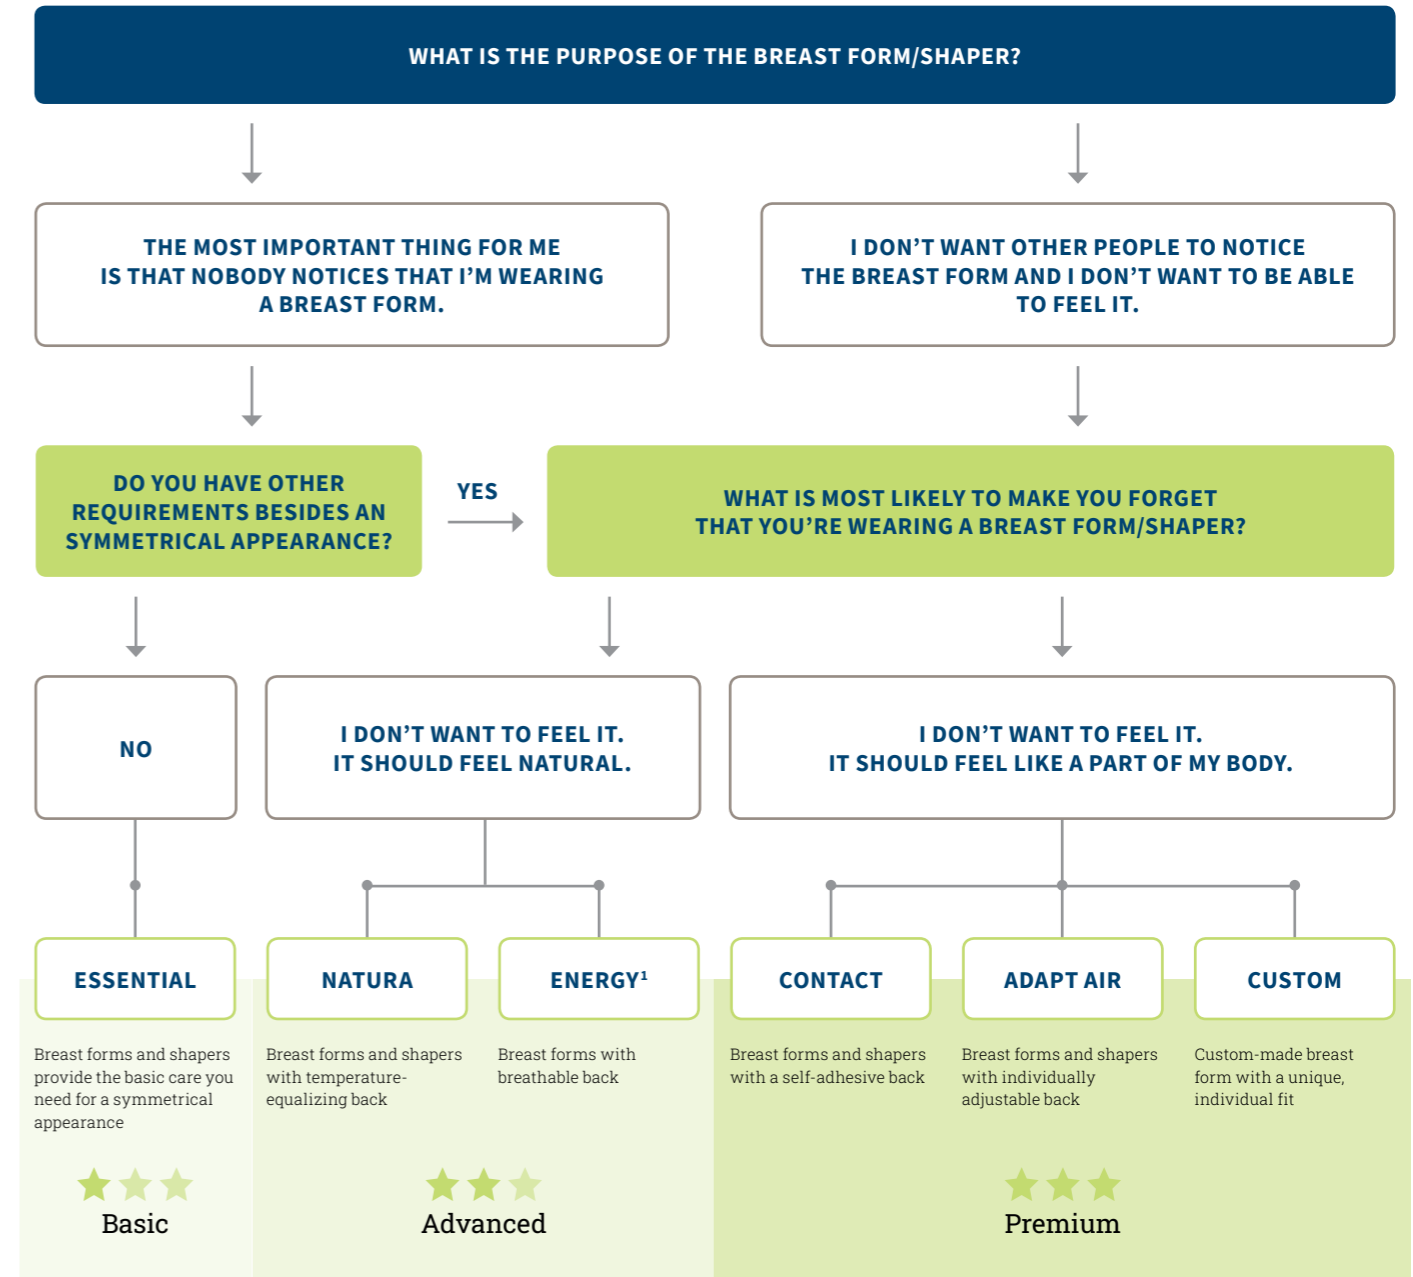 WHAT IS THE PURPOSE OF THE BREAST FORM/SHAPER?
THE MOST IMPORTANT THING FOR ME
IS THAT NOBODY NOTICES THAT I’M WEARING
A BREAST FORM.
I DON’T WANT OTHER PEOPLE TO NOTICE
THE BREAST FORM AND I DON’T WANT TO BE ABLE
TO FEEL IT.
DO YOU HAVE OTHER
REQUIREMENTS BESIDES AN
SYMMETRICAL APPEARANCE?
YES
WHAT IS MOST LIKELY TO MAKE YOU FORGET
THAT YOU’RE WEARING A BREAST FORM/SHAPER?
NO
I DON’T WANT TO FEEL IT.
IT SHOULD FEEL NATURAL.
I DON’T WANT TO FEEL IT.
IT SHOULD FEEL LIKE A PART OF MY BODY.
ESSENTIAL
Breast forms and shapers
provide the basic care you
need for a symmetrical
appearance
NATURA
Breast forms and shapers
with temperature-
equalizing back
ENERGY¹
Breast forms with
breathable back
CONTACT
Breast forms and shapers
with a self-adhesive back
ADAPT AIR
Breast forms and shapers
with individually
adjustable back
CUSTOM
Custom-made breast
form with a unique,
individual fit
Basic
Advanced
Premium